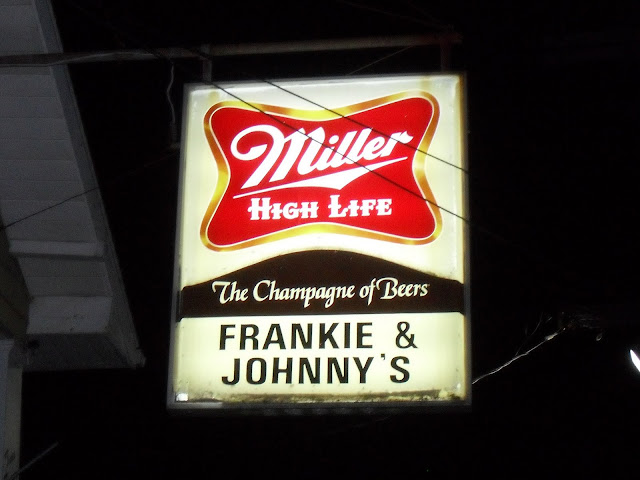 Miller
HIGH LIFE
The Champagne of Beers
FRANKIE &
JOHNNY'S